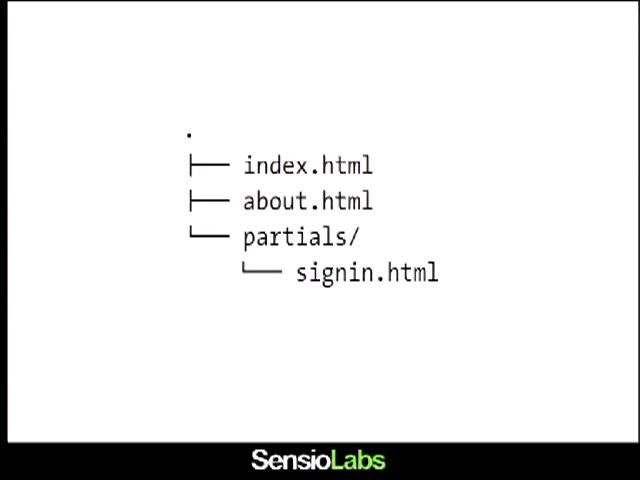 .
├── index.html
├── about.html
└── partials/
    └── signin.html
SensioLabs